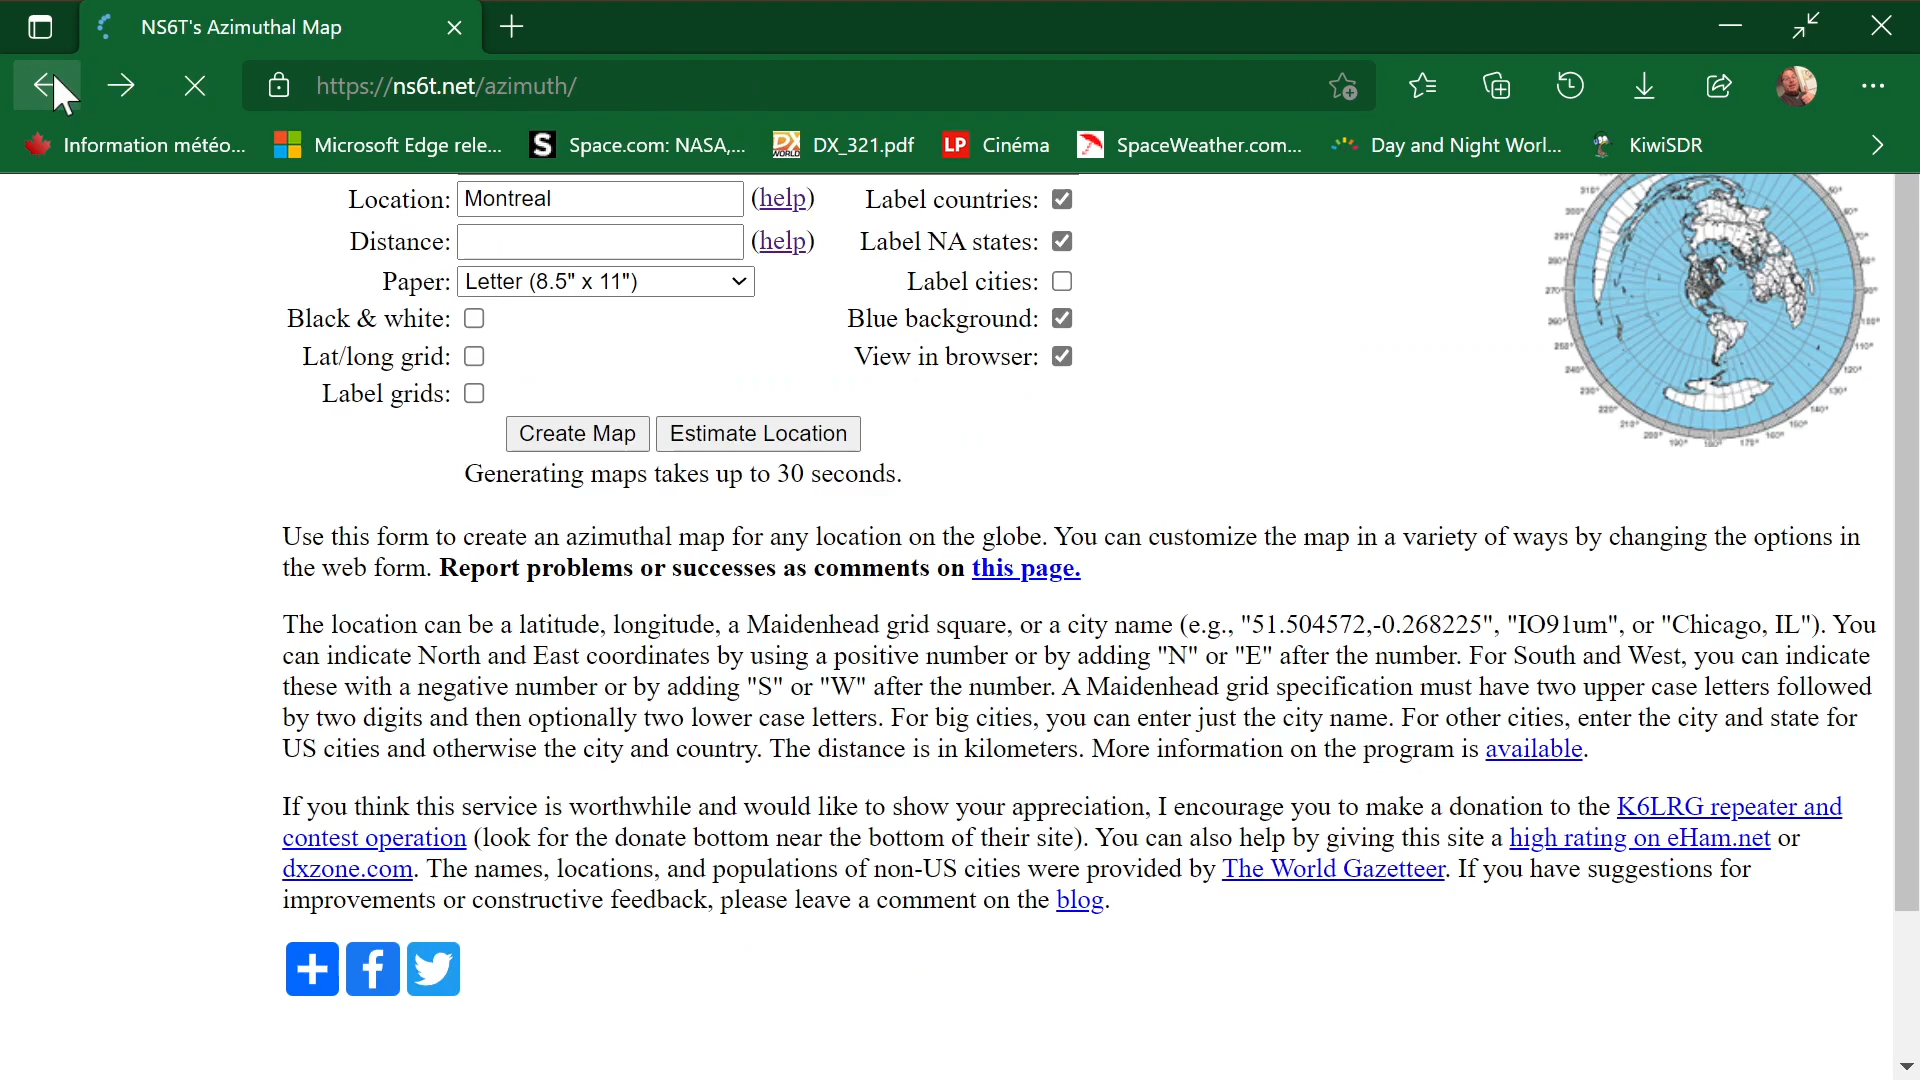 NS6T's Azimuthal Map
https://ns6t.net/azimuth/
Information météo... Microsoft Edge rele... S Space.com: NASA,... DX WORLD DX_321.pdf LP Cinéma SpaceWeather.com... Day and Night Worl... KiwiSDR
Location: Montreal (help) Label countries:
Distance: (help) Label NA states:
Paper: Letter (8.5" x 11") Label cities:
Black & white: Blue background:
Lat/long grid: View in browser:
Label grids:
Create Map Estimate Location
Generating maps takes up to 30 seconds.
Use this form to create an azimuthal map for any location on the globe. You can customize the map in a variety of ways by changing the options in
the web form. Report problems or successes as comments on this page.
The location can be a latitude, longitude, a Maidenhead grid square, or a city name (e.g., "51.504572,-0.268225", "IO91um", or "Chicago, IL"). You
can indicate North and East coordinates by using a positive number or by adding "N" or "E" after the number. For South and West, you can indicate
these with a negative number or by adding "S" or "W" after the number. A Maidenhead grid specification must have two upper case letters followed
by two digits and then optionally two lower case letters. For big cities, you can enter just the city name. For other cities, enter the city and state for
US cities and otherwise the city and country. The distance is in kilometers. More information on the program is available.
If you think this service is worthwhile and would like to show your appreciation, I encourage you to make a donation to the K6LRG repeater and
contest operation (look for the donate bottom near the bottom of their site). You can also help by giving this site a high rating on eHam.net or
dxzone.com. The names, locations, and populations of non-US cities were provided by The World Gazetteer. If you have suggestions for
improvements or constructive feedback, please leave a comment on the blog.